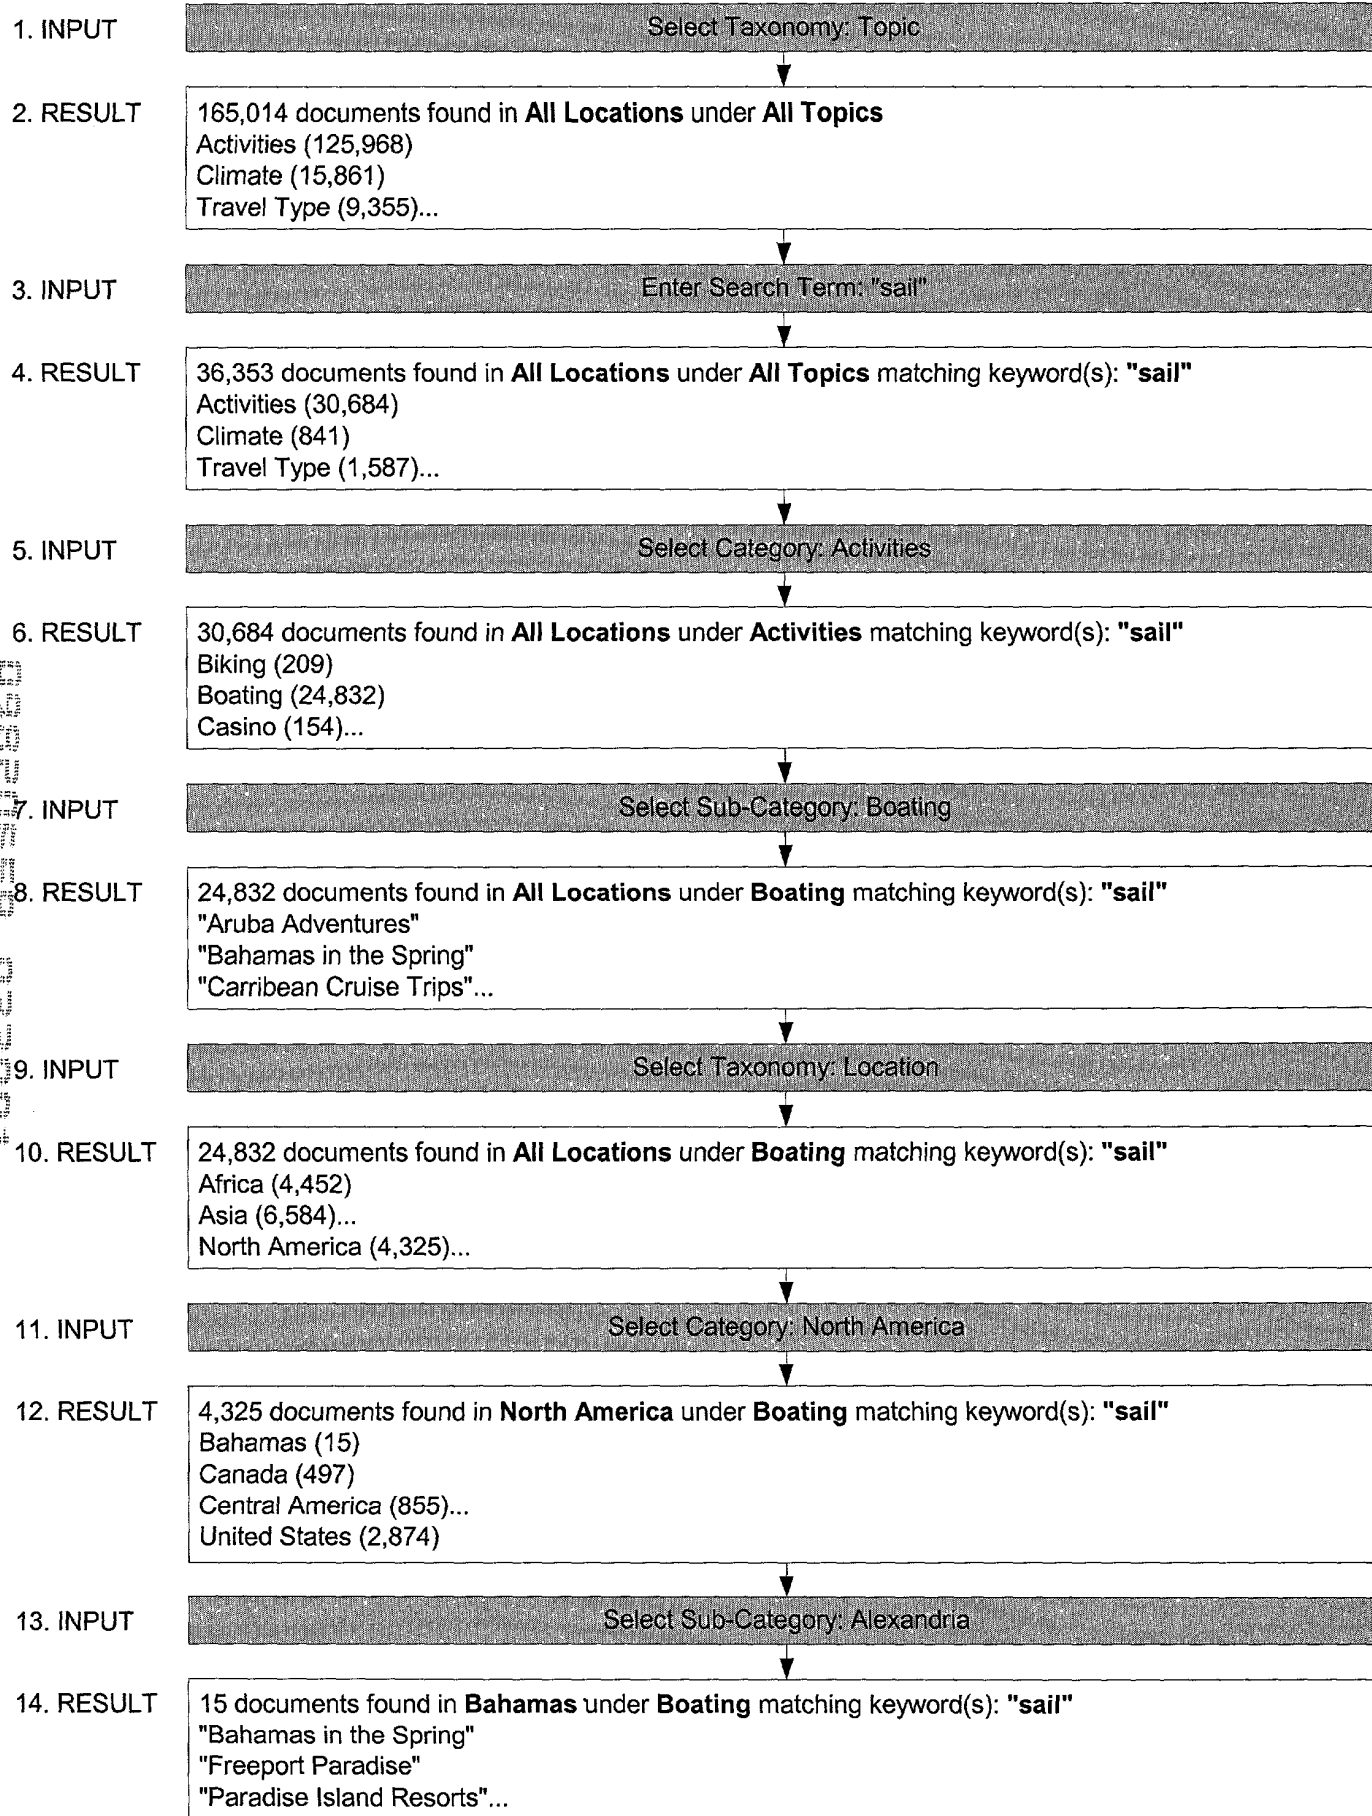 1. INPUT
Select Taxonomy: Topic
2. RESULT
165,014 documents found in All Locations under All Topics
Activities (125,968)
Climate (15,861)
Travel Type (9,355)...
3. INPUT
Enter Search Term: "sail"
4. RESULT
36,353 documents found in All Locations under All Topics matching keyword(s): "sail"
Activities (30,684)
Climate (841)
Travel Type (1,587)...
5. INPUT
Select Category: Activities
6. RESULT
30,684 documents found in All Locations under Activities matching keyword(s): "sail"
Biking (209)
Boating (24,832)
Casino (154)...
7. INPUT
Select Sub-Category: Boating
8. RESULT
24,832 documents found in All Locations under Boating matching keyword(s): "sail"
"Aruba Adventures"
"Bahamas in the Spring"
"Carribean Cruise Trips"...
9. INPUT
Select Taxonomy: Location
10. RESULT
24,832 documents found in All Locations under Boating matching keyword(s): "sail"
Africa (4,452)
Asia (6,584)...
North America (4,325)...
11. INPUT
Select Category: North America
12. RESULT
4,325 documents found in North America under Boating matching keyword(s): "sail"
Bahamas (15)
Canada (497)
Central America (855)...
United States (2,874)
13. INPUT
Select Sub-Category: Alexandria
14. RESULT
15 documents found in Bahamas under Boating matching keyword(s): "sail"
"Bahamas in the Spring"
"Freeport Paradise"
"Paradise Island Resorts"...